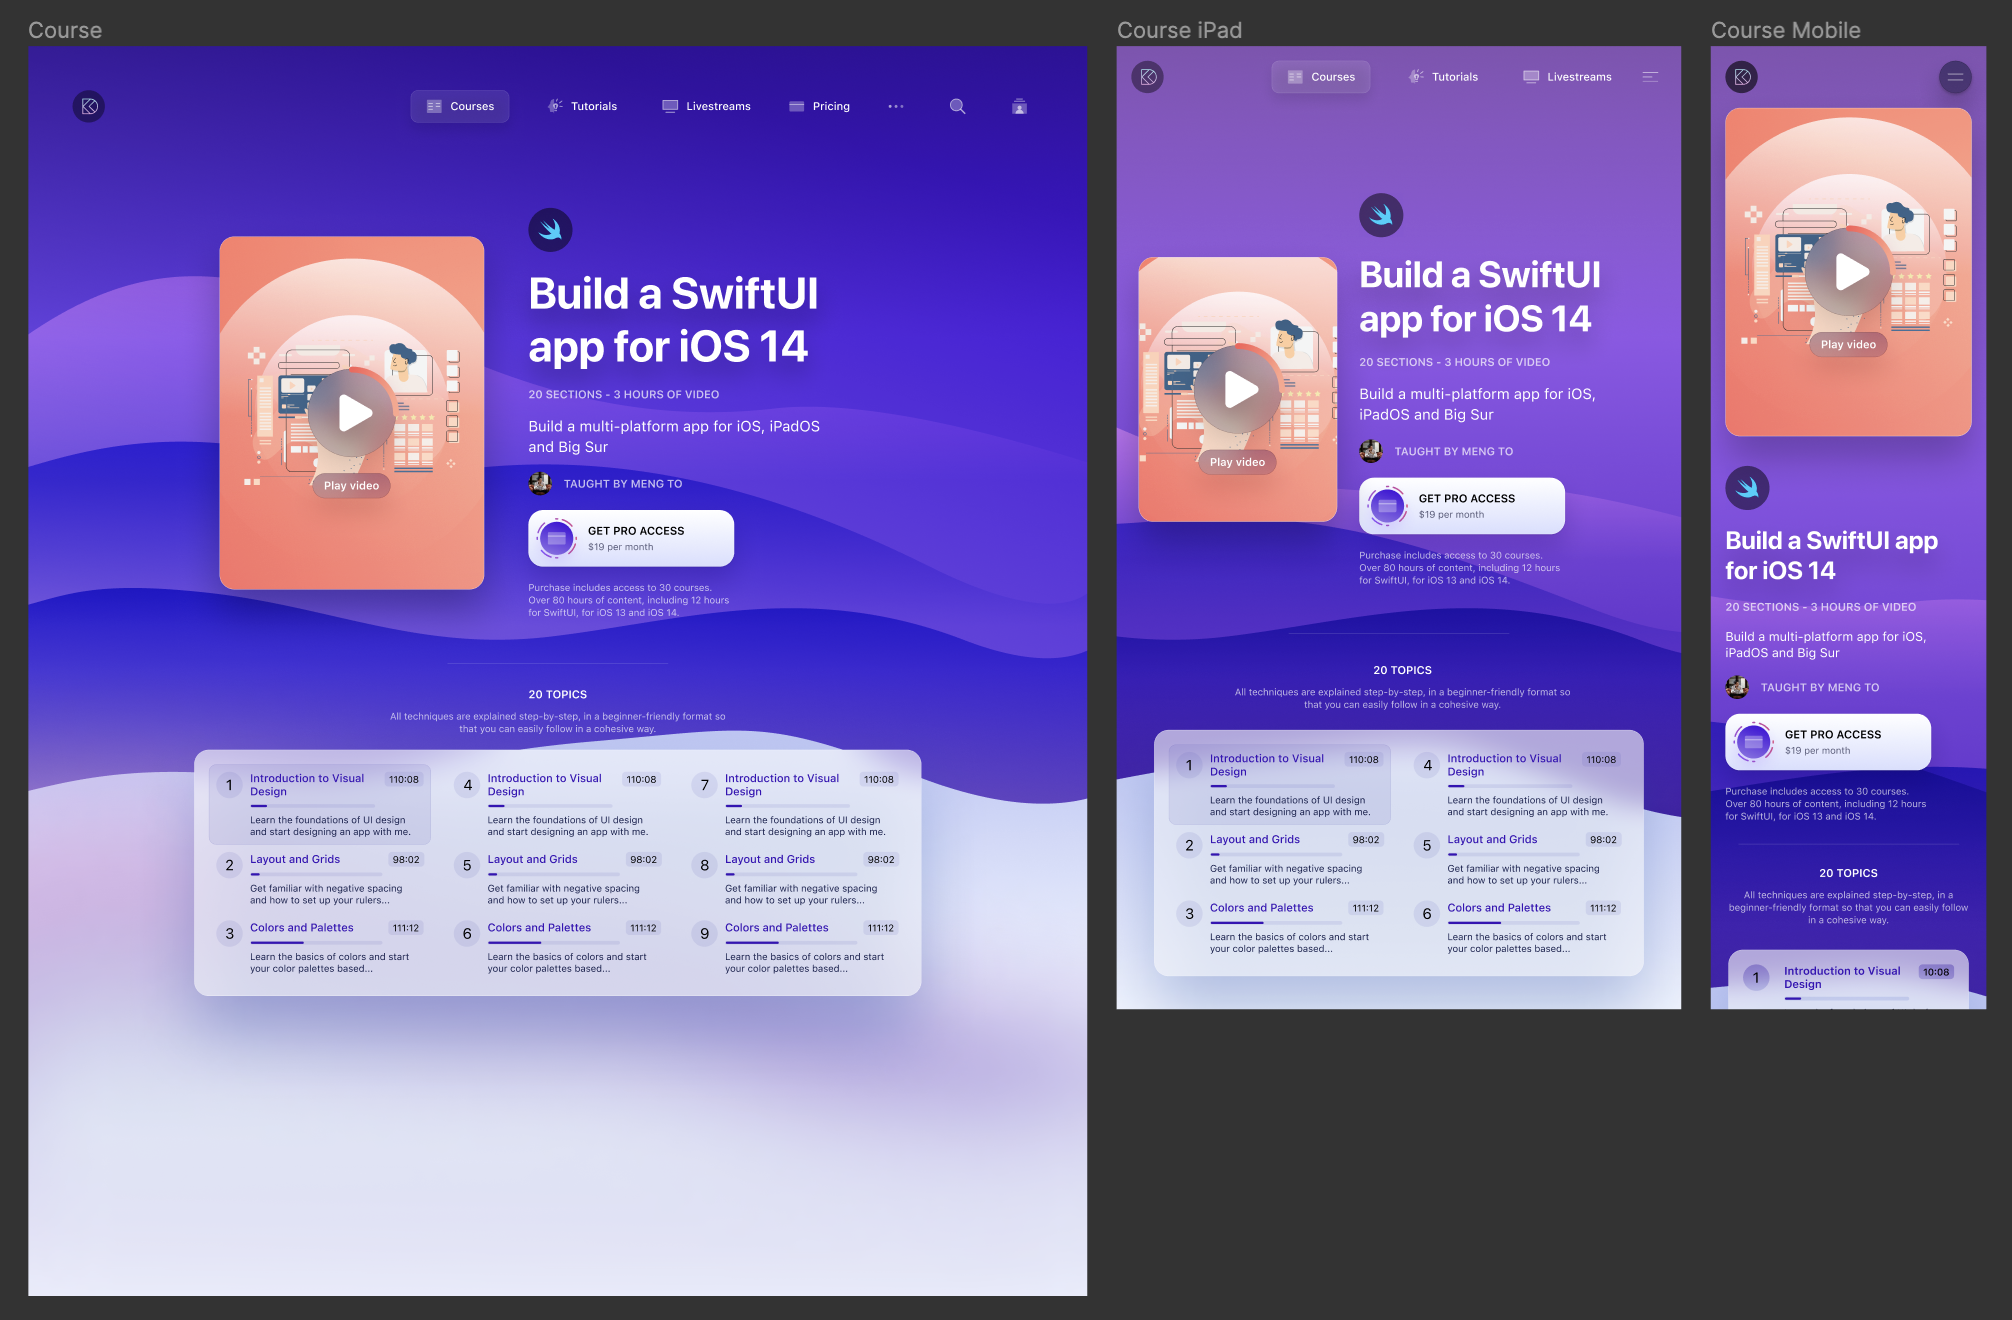 Course
Courses
Tutorials
Livestreams
Pricing
Play video
Build a SwiftUI
app for iOS 14
20 SECTIONS - 3 HOURS OF VIDEO
Build a multi-platform app for iOS, iPadOS
and Big Sur
TAUGHT BY MENG TO
GET PRO ACCESS
$19 per month
Purchase includes access to 30 courses.
Over 80 hours of content, including 12 hours
for SwiftUI, for iOS 13 and iOS 14.
20 TOPICS
All techniques are explained step-by-step, in a beginner-friendly format so
that you can easily follow in a cohesive way.
1
Introduction to Visual
Design
110:08
Learn the foundations of UI design
and start designing an app with me.
2
Layout and Grids
98:02
Get familiar with negative spacing
and how to set up your rulers...
3
Colors and Palettes
111:12
Learn the basics of colors and start
your color palettes based...
4
Introduction to Visual
Design
110:08
Learn the foundations of UI design
and start designing an app with me.
5
Layout and Grids
98:02
Get familiar with negative spacing
and how to set up your rulers...
6
Colors and Palettes
111:12
Learn the basics of colors and start
your color palettes based...
7
Introduction to Visual
Design
110:08
Learn the foundations of UI design
and start designing an app with me.
8
Layout and Grids
98:02
Get familiar with negative spacing
and how to set up your rulers...
9
Colors and Palettes
111:12
Learn the basics of colors and start
your color palettes based...
Course iPad
Courses
Tutorials
Livestreams
Play video
Build a SwiftUI
app for iOS 14
20 SECTIONS - 3 HOURS OF VIDEO
Build a multi-platform app for iOS,
iPadOS and Big Sur
TAUGHT BY MENG TO
GET PRO ACCESS
$19 per month
Purchase includes access to 30 courses.
Over 80 hours of content, including 12 hours
for SwiftUI, for iOS 13 and iOS 14.
20 TOPICS
All techniques are explained step-by-step, in a beginner-friendly format so
that you can easily follow in a cohesive way.
1
Introduction to Visual
Design
110:08
Learn the foundations of UI design
and start designing an app with me.
2
Layout and Grids
98:02
Get familiar with negative spacing
and how to set up your rulers...
3
Colors and Palettes
111:12
Learn the basics of colors and start
your color palettes based...
4
Introduction to Visual
Design
110:08
Learn the foundations of UI design
and start designing an app with me.
5
Layout and Grids
98:02
Get familiar with negative spacing
and how to set up your rulers...
6
Colors and Palettes
111:12
Learn the basics of colors and start
your color palettes based...
Course Mobile
Play video
Build a SwiftUI app
for iOS 14
20 SECTIONS - 3 HOURS OF VIDEO
Build a multi-platform app for iOS,
iPadOS and Big Sur
TAUGHT BY MENG TO
GET PRO ACCESS
$19 per month
Purchase includes access to 30 courses.
Over 80 hours of content, including 12 hours
for SwiftUI, for iOS 13 and iOS 14.
20 TOPICS
All techniques are explained step-by-step, in a
beginner-friendly format so that you can easily follow
in a cohesive way.
1
Introduction to Visual
Design
10:08